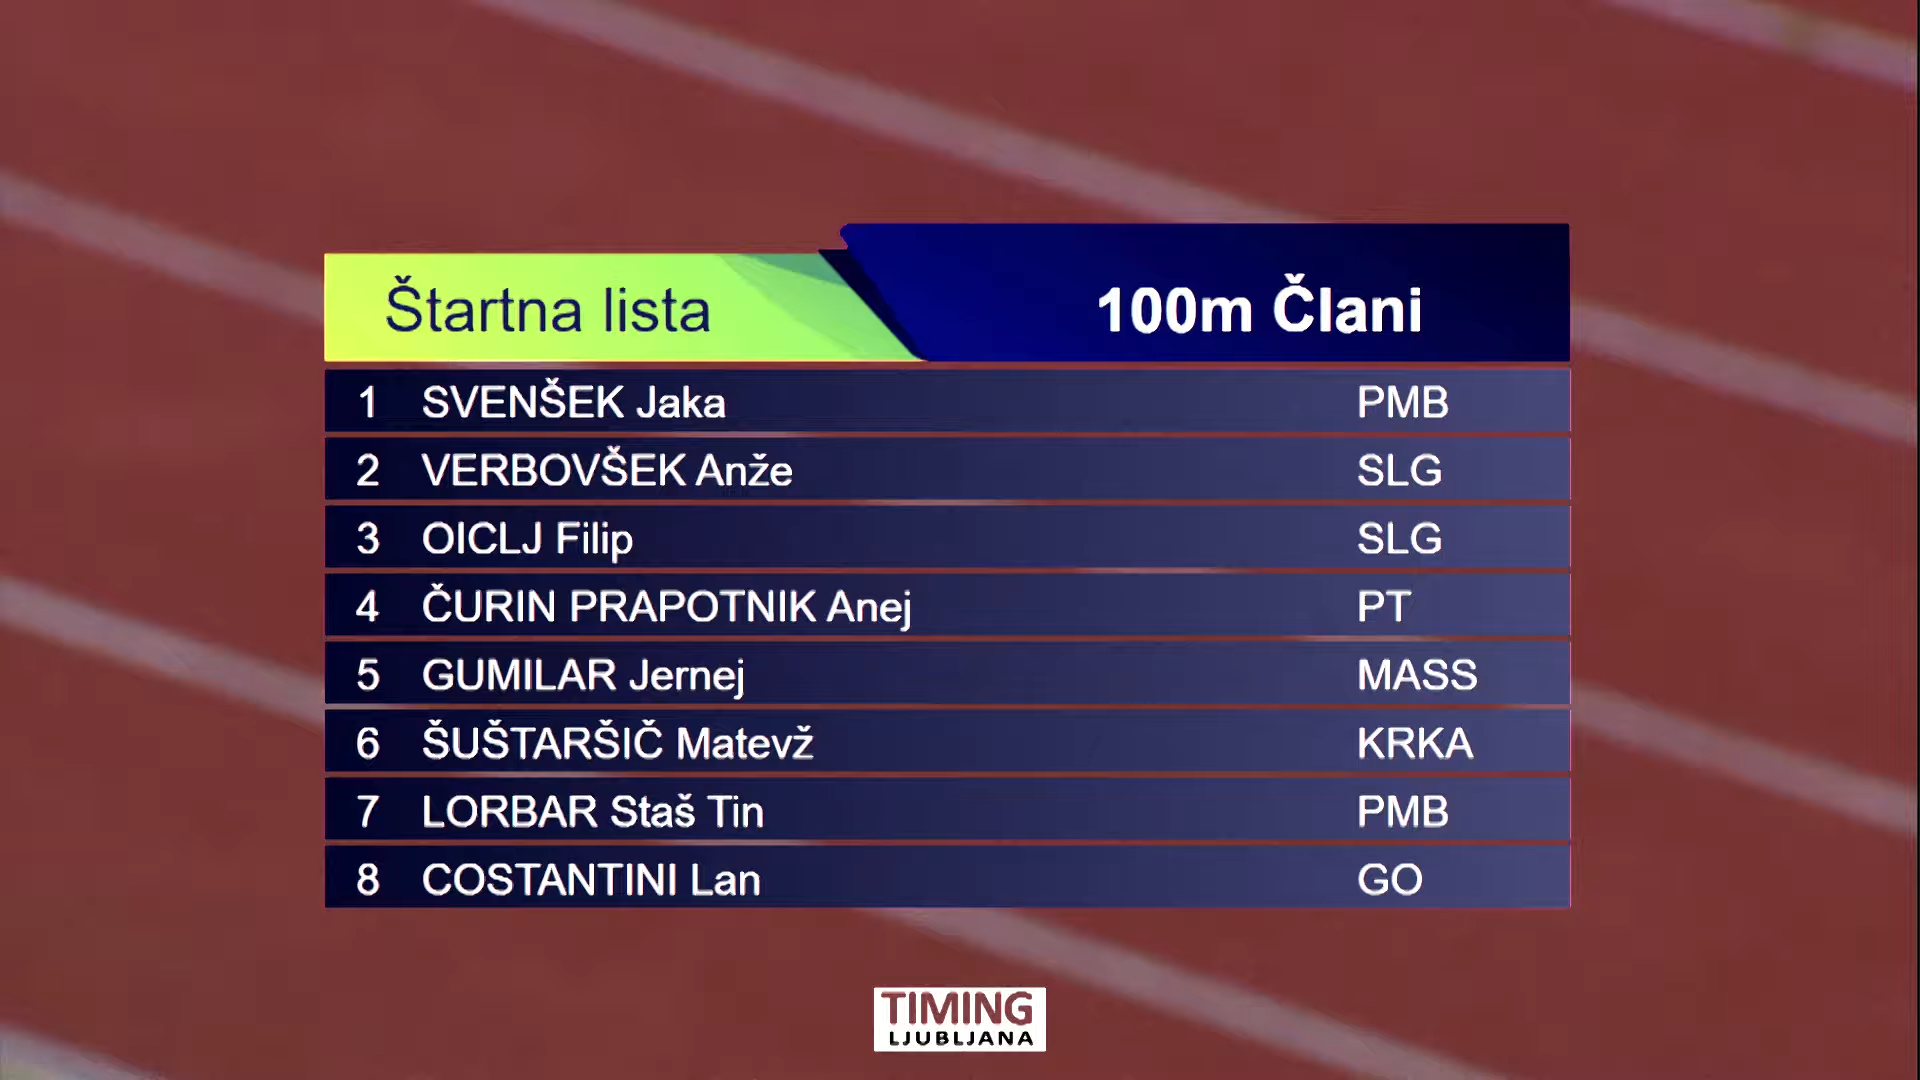 Štartna lista 100m Člani
1 SVENŠEK Jaka PMB
2 VERBOVŠEK Anže SLG
3 OICLJ Filip SLG
4 ČURIN PRAPOTNIK Anej PT
5 GUMILAR Jernej MASS
6 ŠUŠTARŠIČ Matevž KRKA
7 LORBAR Staš Tin PMB
8 COSTANTINI Lan GO
TIMING
LJUBLJANA